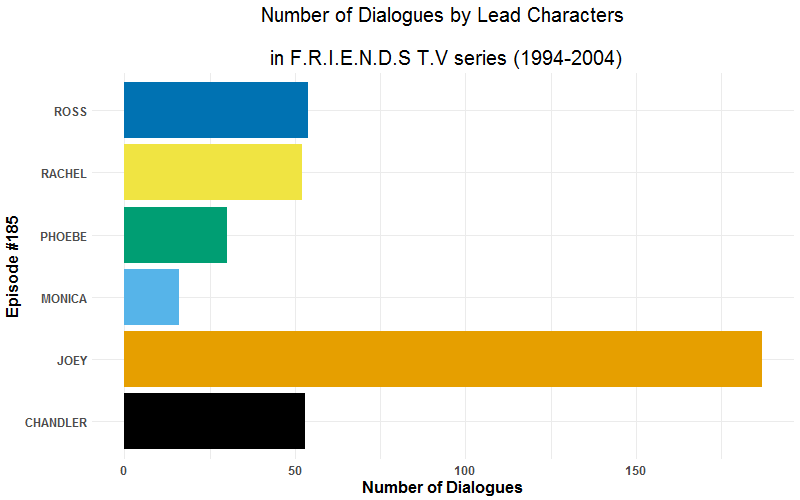 Number of Dialogues by Lead Characters
in F.R.I.E.N.D.S T.V series (1994-2004)
Episode #185
ROSS
RACHEL
PHOEBE
MONICA
JOEY
CHANDLER
0 50 100 150
Number of Dialogues